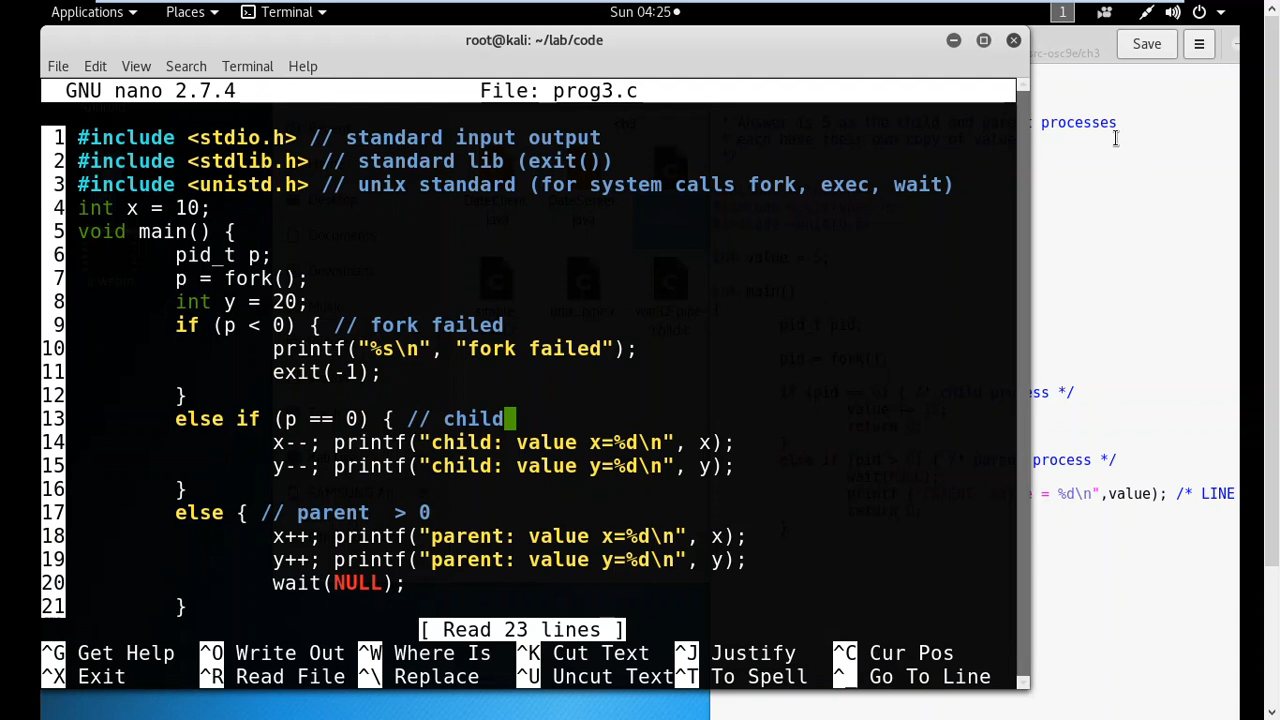 Applications Places Terminal Sun 04:25 1
root@kali: ~/lab/code
File Edit View Search Terminal Help
GNU nano 2.7.4 File: prog3.c
1 #include <stdio.h> // standard input output
2 #include <stdlib.h> // standard lib (exit())
3 #include <unistd.h> // unix standard (for system calls fork, exec, wait)
4 int x = 10;
5 void main() {
6 pid_t p;
7 p = fork();
8 int y = 20;
9 if (p < 0) { // fork failed
10 printf("%s\n", "fork failed");
11 exit(-1);
12 }
13 else if (p == 0) { // child
14 x--; printf("child: value x=%d\n", x);
15 y--; printf("child: value y=%d\n", y);
16 }
17 else { // parent > 0
18 x++; printf("parent: value x=%d\n", x);
19 y++; printf("parent: value y=%d\n", y);
20 wait(NULL);
21 }
[ Read 23 lines ]
^G Get Help ^O Write Out ^W Where Is ^K Cut Text ^J Justify ^C Cur Pos
^X Exit ^R Read File ^\ Replace ^U Uncut Text ^T To Spell ^_ Go To Line
src-osc9e/ch3 Save
processes
int value = 5;
int main()
{
pid_t pid;
pid = fork();
if (pid == 0) { /* child process */
value += 15;
return 0;
}
else if (pid > 0) { /* parent process */
wait(NULL);
= %d\n",value); /* LINE
return 0;
}